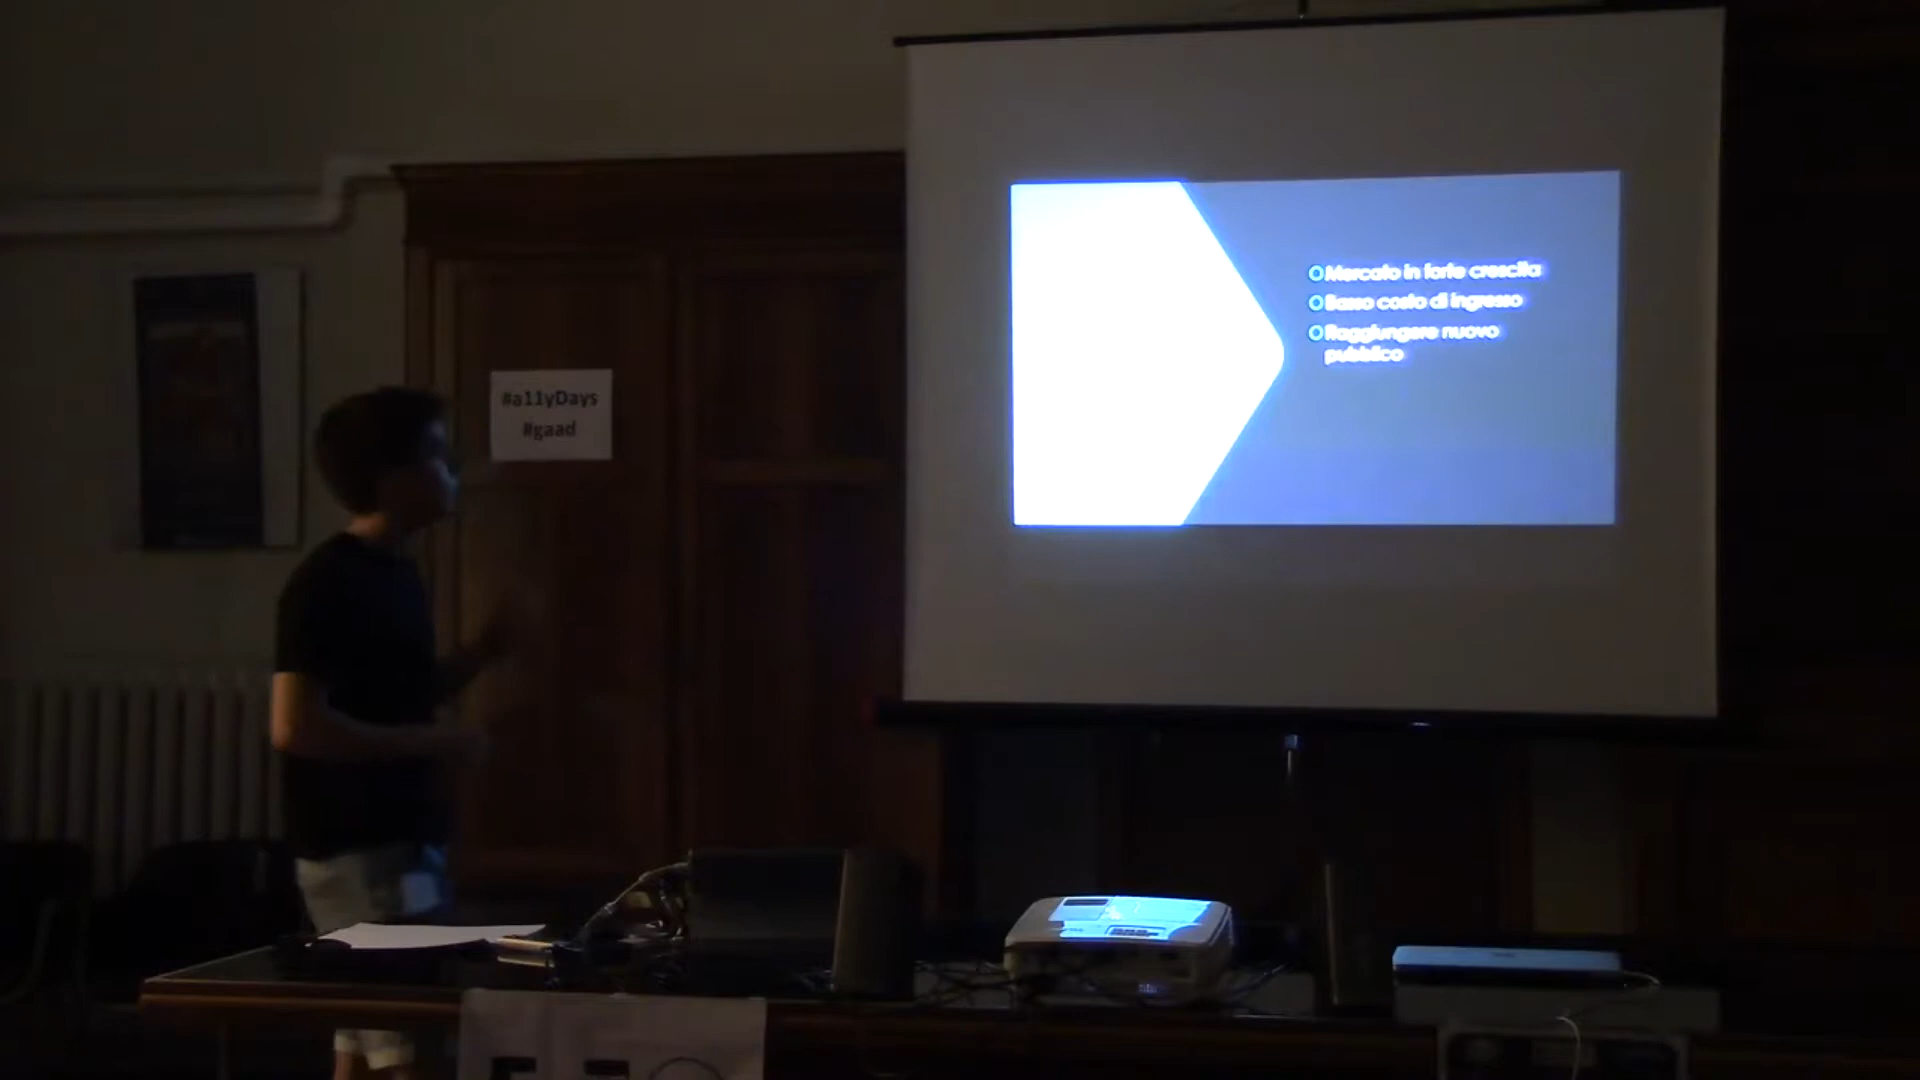 #a11yDays
#gaad
Mercato in forte crescita
Basso costo di ingresso
Raggiungere nuovo
pubblico